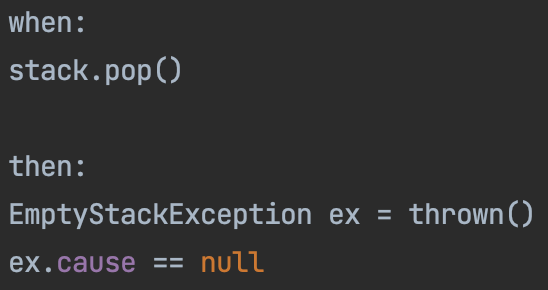 when:
stack.pop()
then:
EmptyStackException ex = thrown()
ex.cause == null